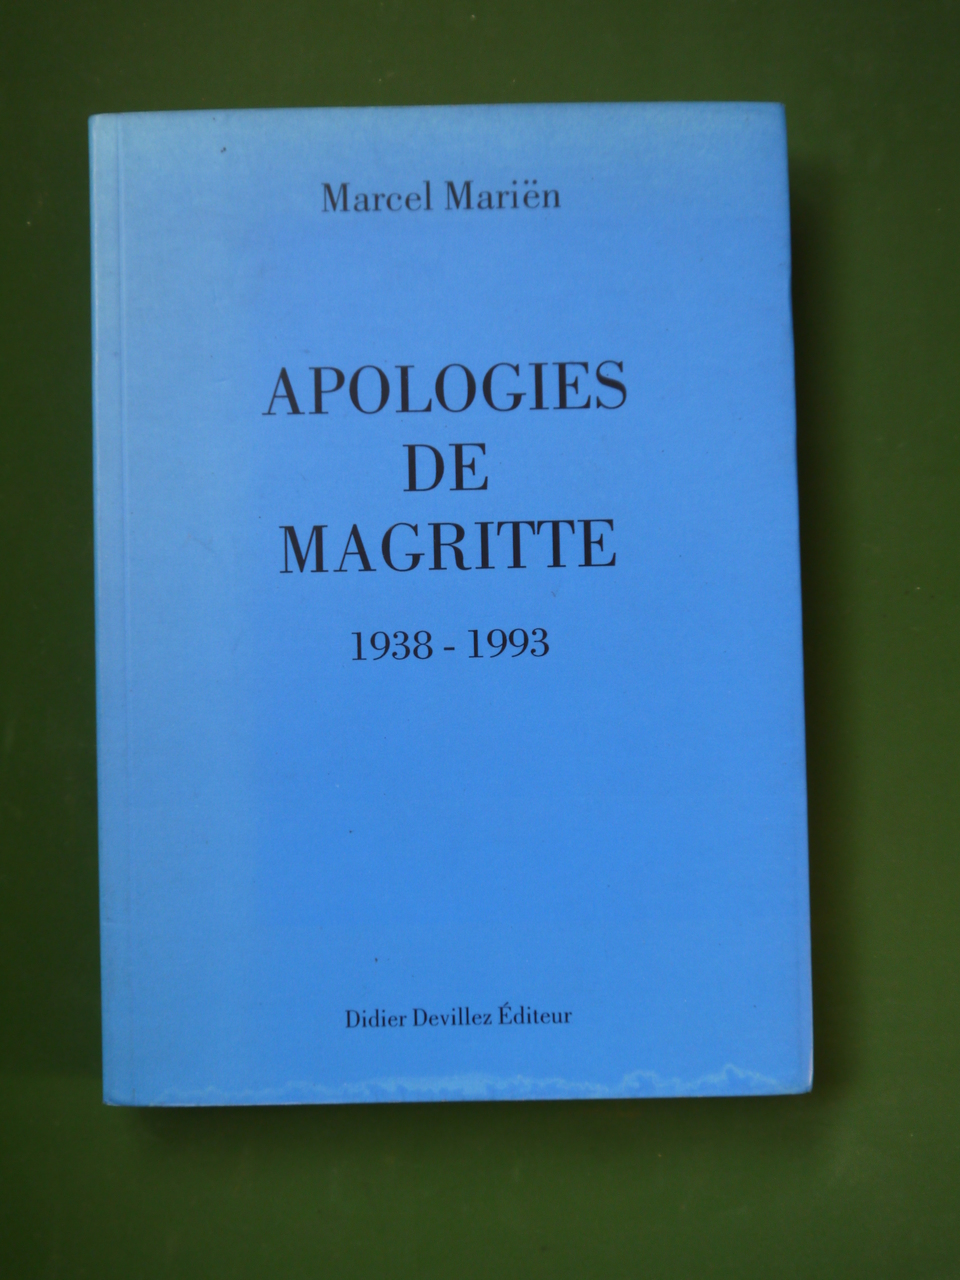 Marcel Mariën
APOLOGIES
DE
MAGRITTE
1938 - 1993
Didier Devillez Éditeur